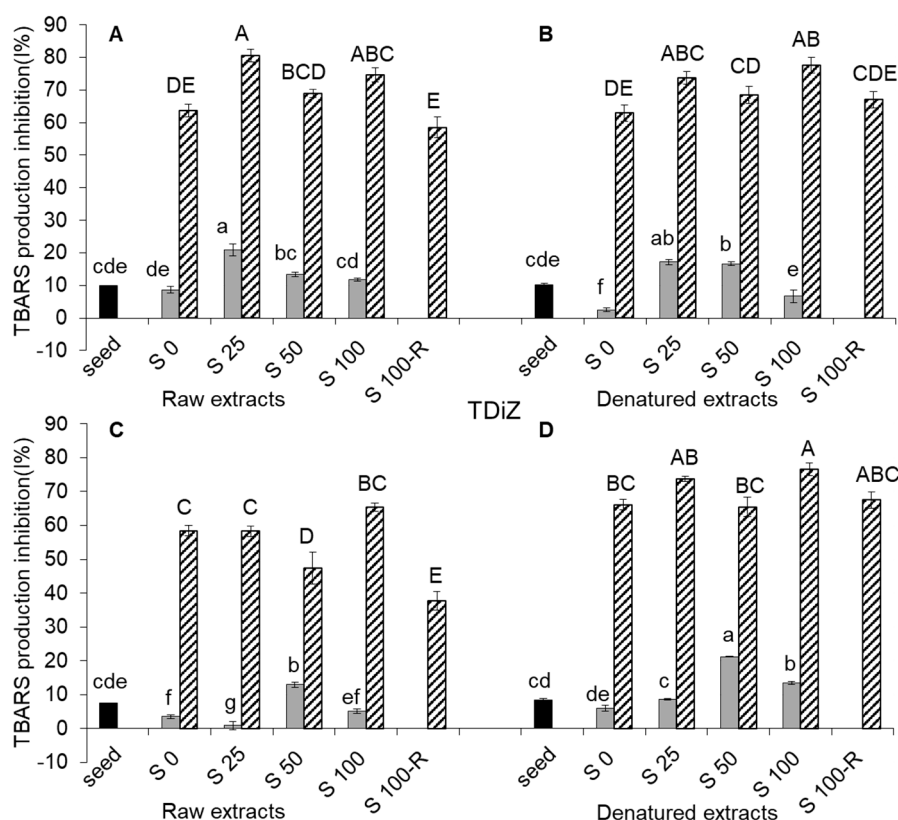 A
B
TBARS production inhibition(I%)
90
80
70
60
50
40
30
20
10
0
-10
cde
de
DE
a
A
bc
BCD
cd
ABC
E
cde
f
DE
ab
ABC
b
CD
e
AB
CDE
seed
S 0
S 25
S 50
S 100
S 100-R
seed
S 0
S 25
S 50
S 100
S 100-R
Raw extracts
Denatured extracts
TDiZ
C
D
TBARS production inhibition(I%)
90
80
70
60
50
40
30
20
10
0
-10
cde
f
C
g
C
b
D
ef
BC
E
cd
de
BC
c
AB
a
BC
b
A
ABC
seed
S 0
S 25
S 50
S 100
S 100-R
seed
S 0
S 25
S 50
S 100
S 100-R
Raw extracts
Denatured extracts